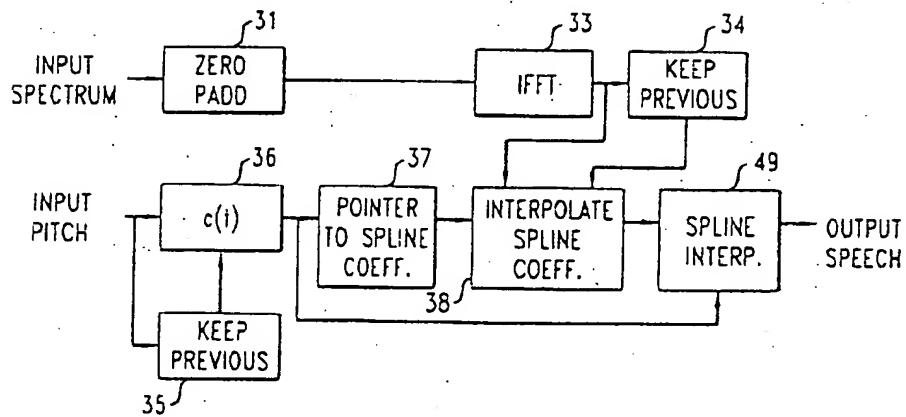 31
33
34
INPUT
SPECTRUM
ZERO
PADD
IFFT
KEEP
PREVIOUS
36
37
49
INPUT
PITCH
c(t)
POINTER
TO SPLINE
COEFF.
INTERPOLATE
SPLINE
COEFF.
SPLINE
INTERP.
OUTPUT
SPEECH
38
KEEP
PREVIOUS
35